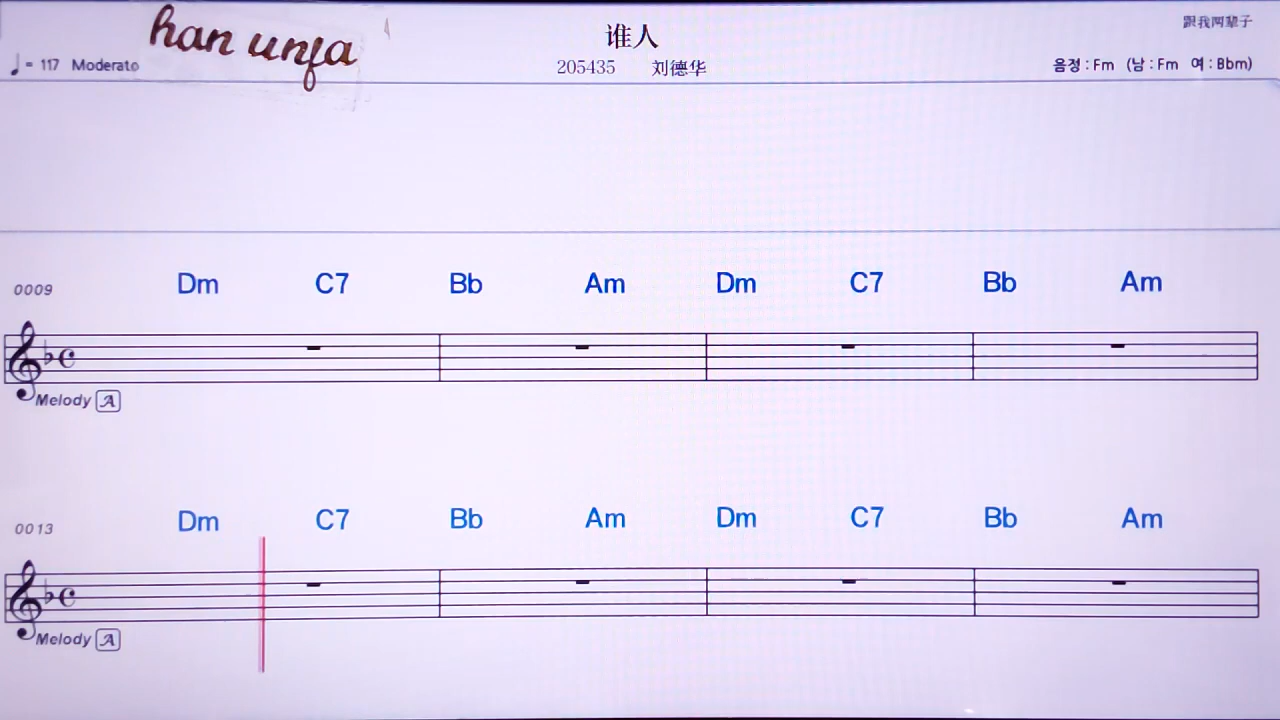 han unfa
谁人
跟我两辈子
♩= 117 Moderato
205435 刘德华
음정 : Fm (남 : Fm 여 : Bbm)
0009 Dm C7 Bb Am Dm C7 Bb Am
Melody A
0013 Dm C7 Bb Am Dm C7 Bb Am
Melody A